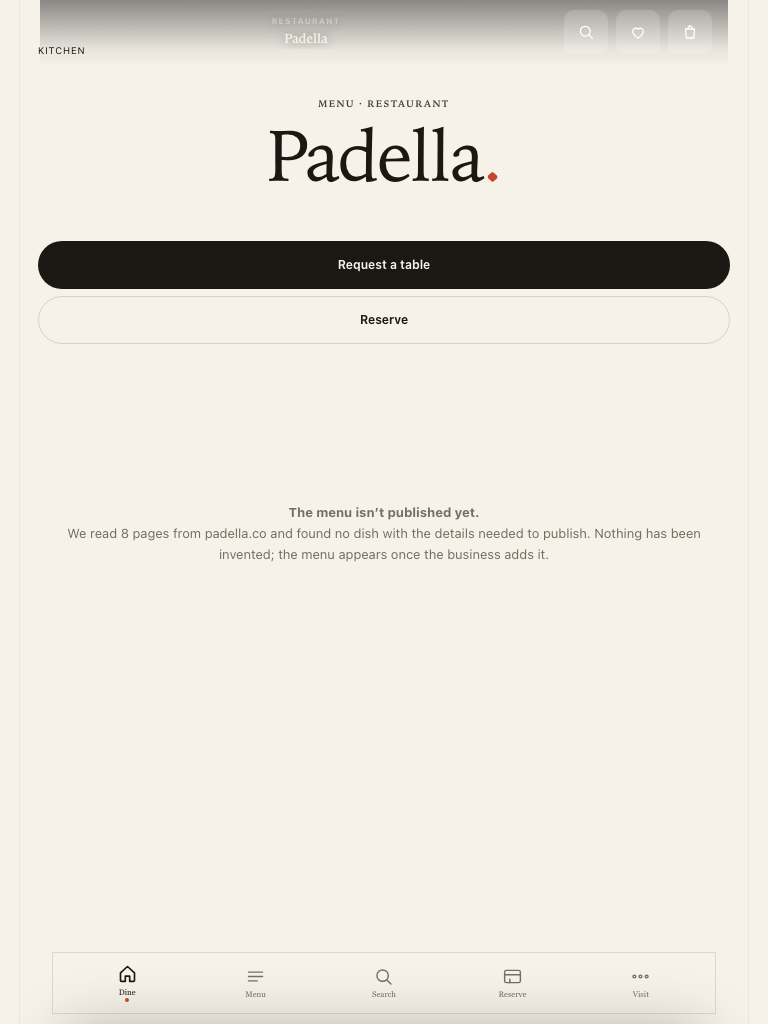 RESTAURANT
Padella
KITCHEN
MENU · RESTAURANT
Padella.
Request a table
Reserve
The menu isn’t published yet.
We read 8 pages from padella.co and found no dish with the details needed to publish. Nothing has been
invented; the menu appears once the business adds it.
Dine
Menu
Search
Reserve
Visit